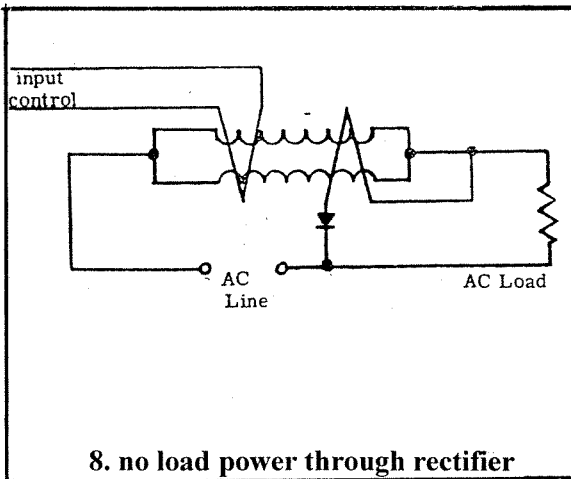 input
control
AC
Line
AC Load
8. no load power through rectifier